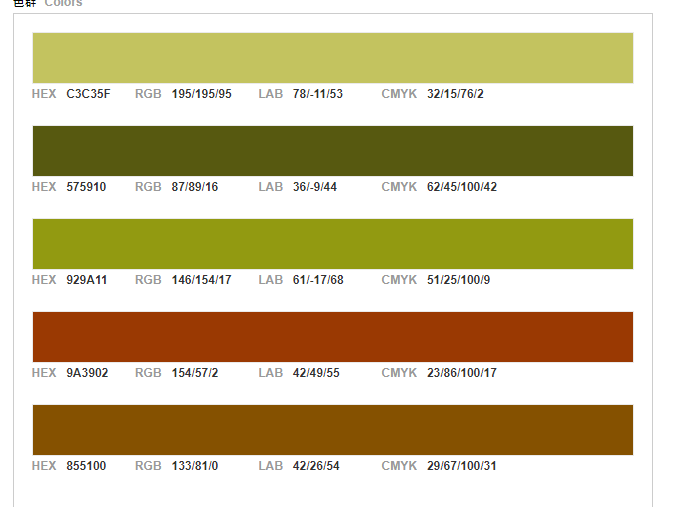 色群 Colors
HEX C3C35F RGB 195/195/95 LAB 78/-11/53 CMYK 32/15/76/2
HEX 575910 RGB 87/89/16 LAB 36/-9/44 CMYK 62/45/100/42
HEX 929A11 RGB 146/154/17 LAB 61/-17/68 CMYK 51/25/100/9
HEX 9A3902 RGB 154/57/2 LAB 42/49/55 CMYK 23/86/100/17
HEX 855100 RGB 133/81/0 LAB 42/26/54 CMYK 29/67/100/31